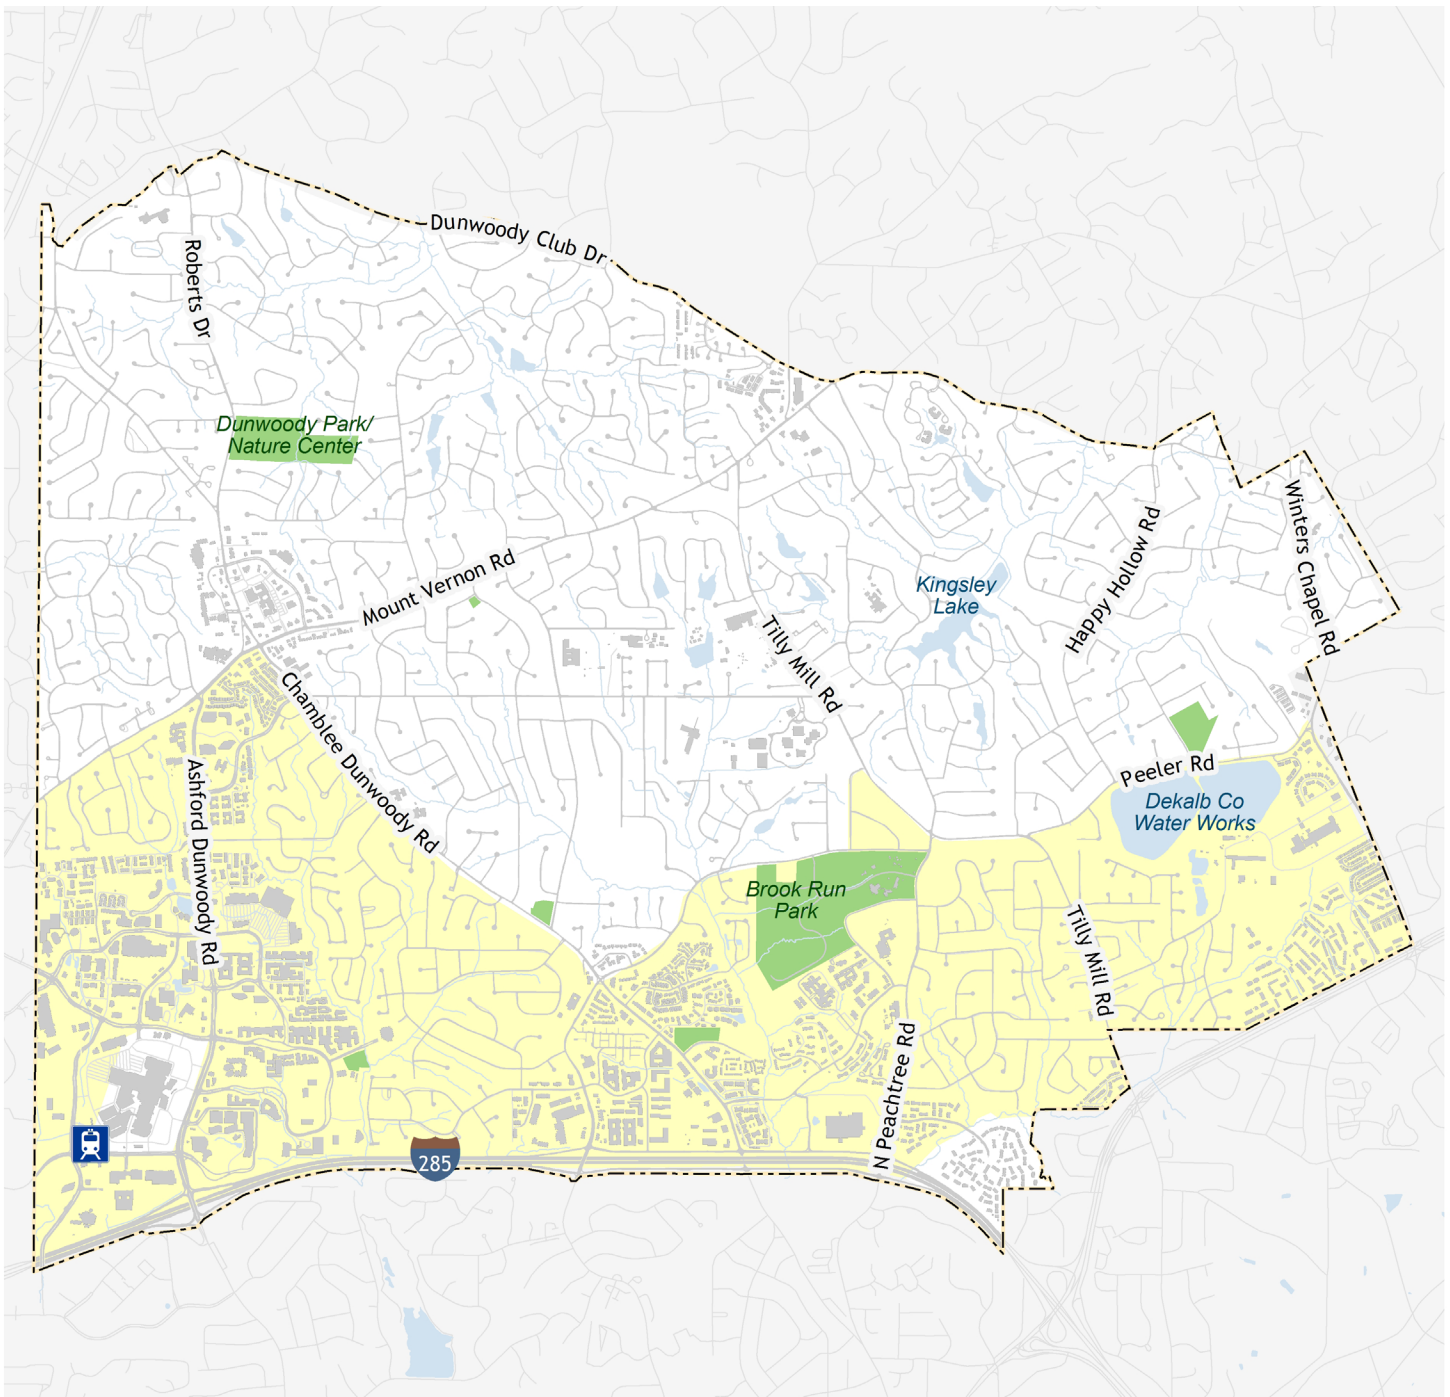 Dunwoody Club Dr
Roberts Dr
Dunwoody Park/
Nature Center
Winters Chapel Rd
Happy Hollow Rd
Mount Vernon Rd
Kingsley
Lake
Tilly Mill Rd
Chamblee Dunwoody Rd
Peeler Rd
Ashford Dunwoody Rd
Dekalb Co
Water Works
Brook Run
Park
Tilly Mill Rd
N Peachtree Rd
285